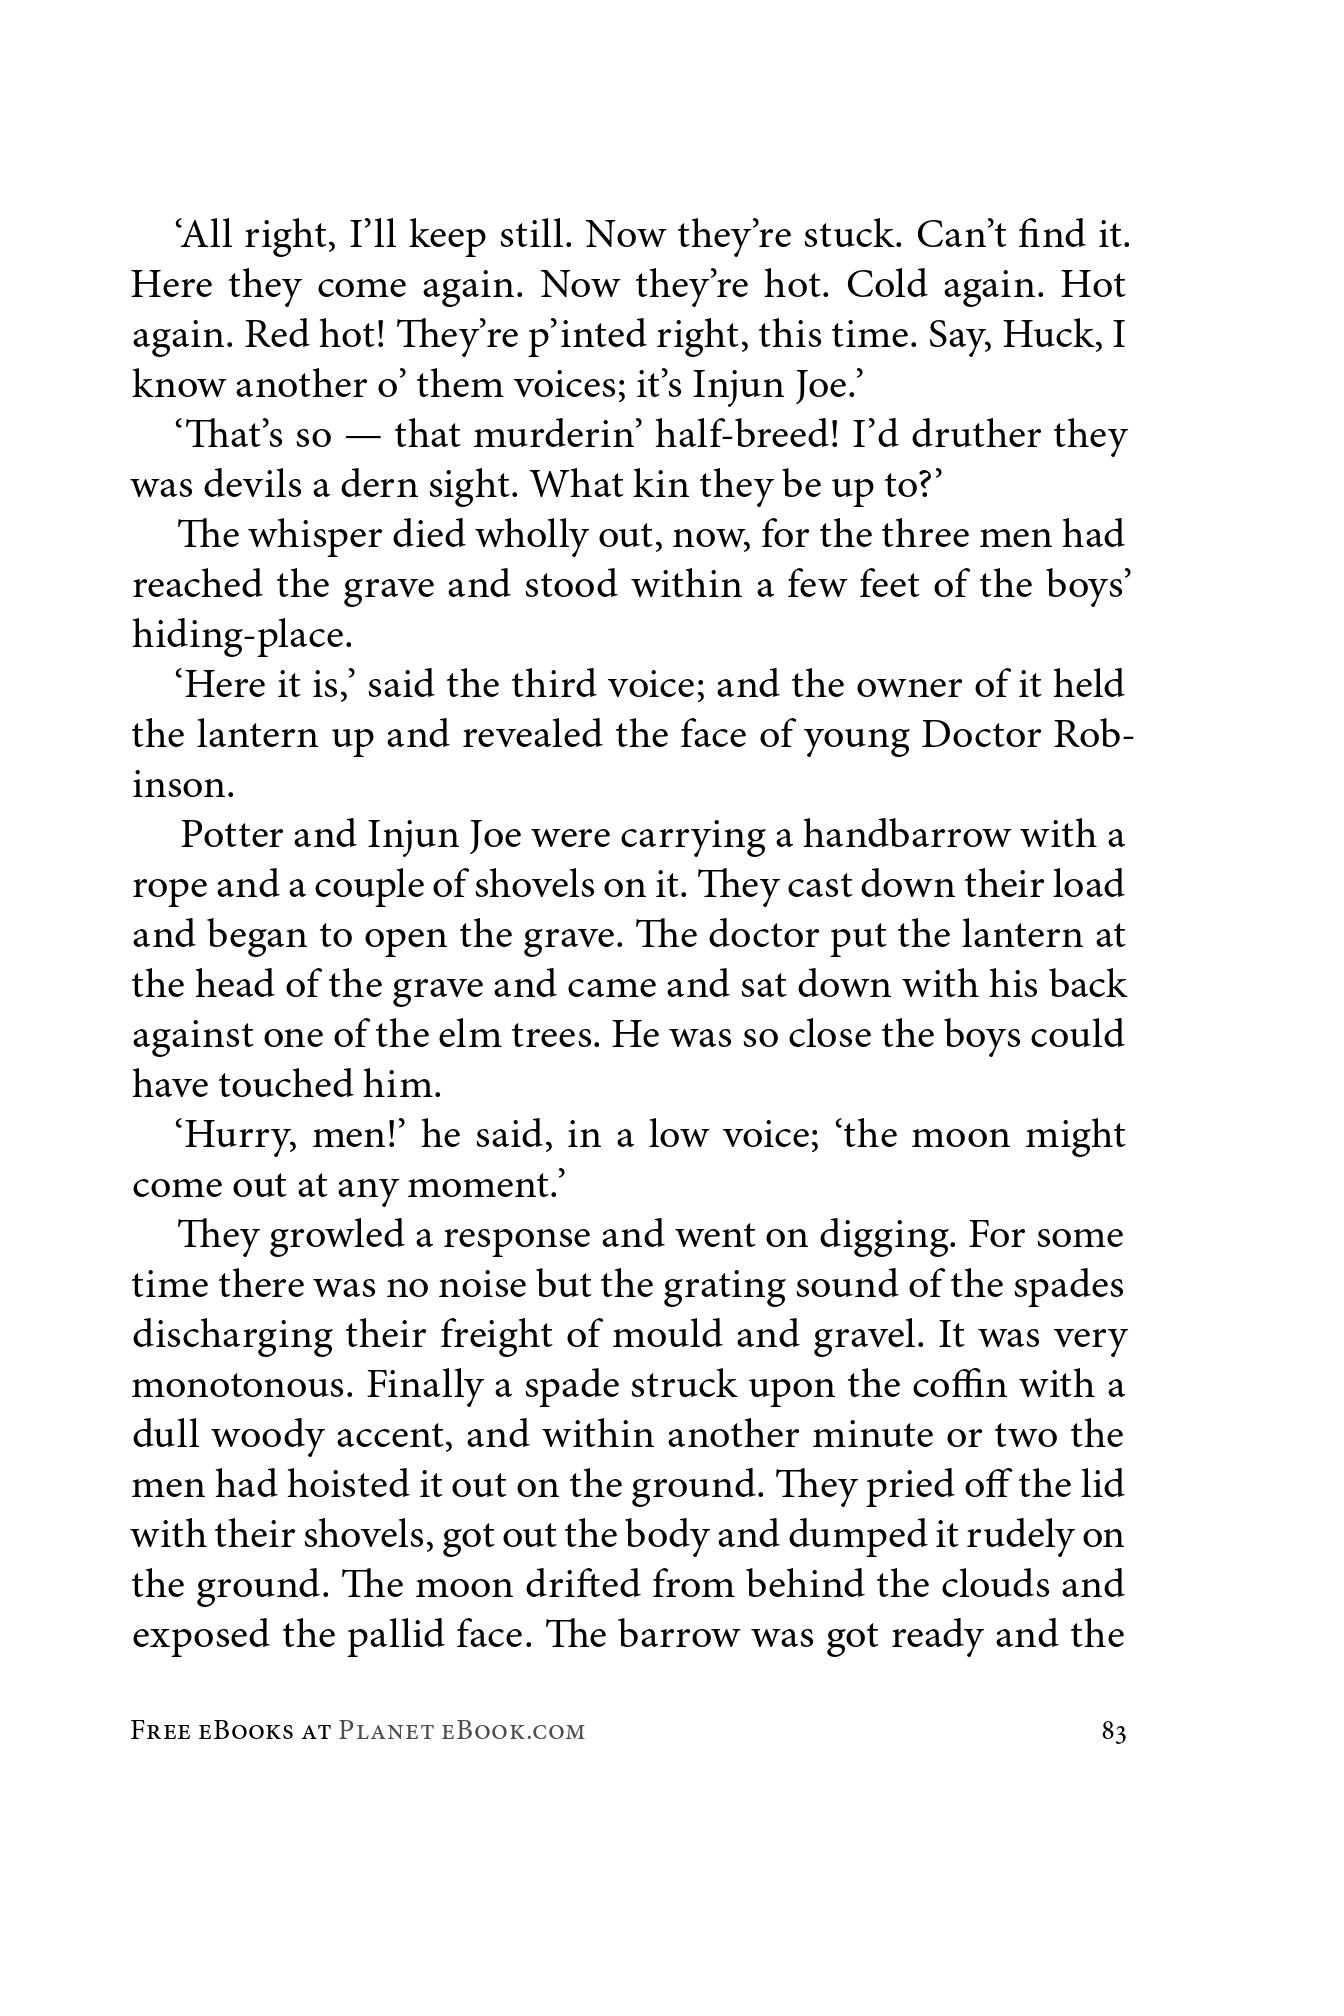 ‘All right, I’ll keep still. Now they’re stuck. Can’t find it.
Here they come again. Now they’re hot. Cold again. Hot
again. Red hot! They’re p’inted right, this time. Say, Huck, I
know another o’ them voices; it’s Injun Joe.’
‘That’s so — that murderin’ half-breed! I’d druther they
was devils a dern sight. What kin they be up to?’
The whisper died wholly out, now, for the three men had
reached the grave and stood within a few feet of the boys’
hiding-place.
‘Here it is,’ said the third voice; and the owner of it held
the lantern up and revealed the face of young Doctor Rob-
inson.
Potter and Injun Joe were carrying a handbarrow with a
rope and a couple of shovels on it. They cast down their load
and began to open the grave. The doctor put the lantern at
the head of the grave and came and sat down with his back
against one of the elm trees. He was so close the boys could
have touched him.
‘Hurry, men!’ he said, in a low voice; ‘the moon might
come out at any moment.’
They growled a response and went on digging. For some
time there was no noise but the grating sound of the spades
discharging their freight of mould and gravel. It was very
monotonous. Finally a spade struck upon the coffin with a
dull woody accent, and within another minute or two the
men had hoisted it out on the ground. They pried off the lid
with their shovels, got out the body and dumped it rudely on
the ground. The moon drifted from behind the clouds and
exposed the pallid face. The barrow was got ready and the
Free eBooks at Planet eBook.com 83